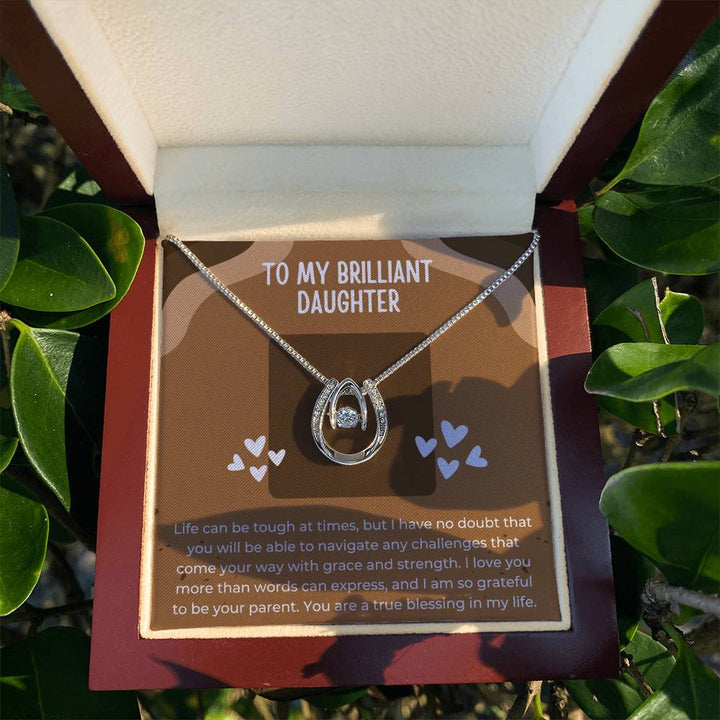 TO MY BRILLIANT
DAUGHTER
Life can be tough at times, but I have no doubt that
you will be able to navigate any challenges that
come your way with grace and strength. I love you
more than words can express, and I am so grateful
to be your parent. You are a true blessing in my life.